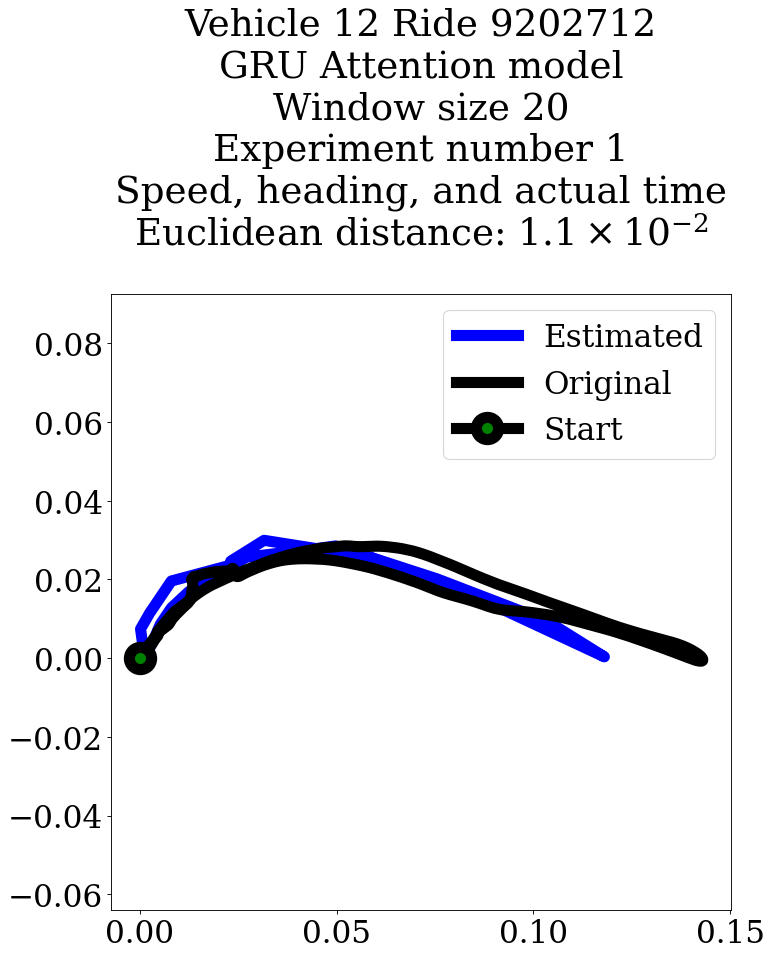 Vehicle 12 Ride 9202712
GRU Attention model
Window size 20
Experiment number 1
Speed, heading, and actual time
Euclidean distance: 1.1 × 10⁻²
Estimated
Original
Start
0.08
0.06
0.04
0.02
0.00
−0.02
−0.04
−0.06
0.00 0.05 0.10 0.15